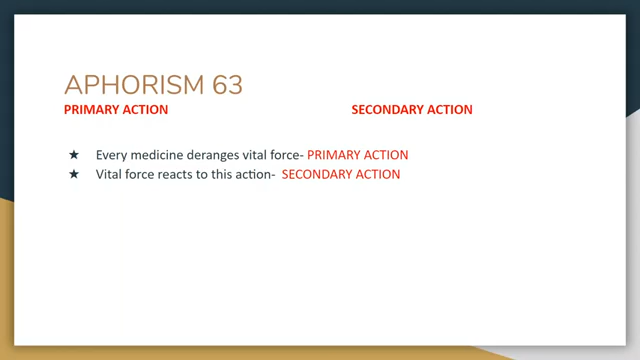 APHORISM 63
PRIMARY ACTION SECONDARY ACTION
★ Every medicine deranges vital force- PRIMARY ACTION
★ Vital force reacts to this action- SECONDARY ACTION